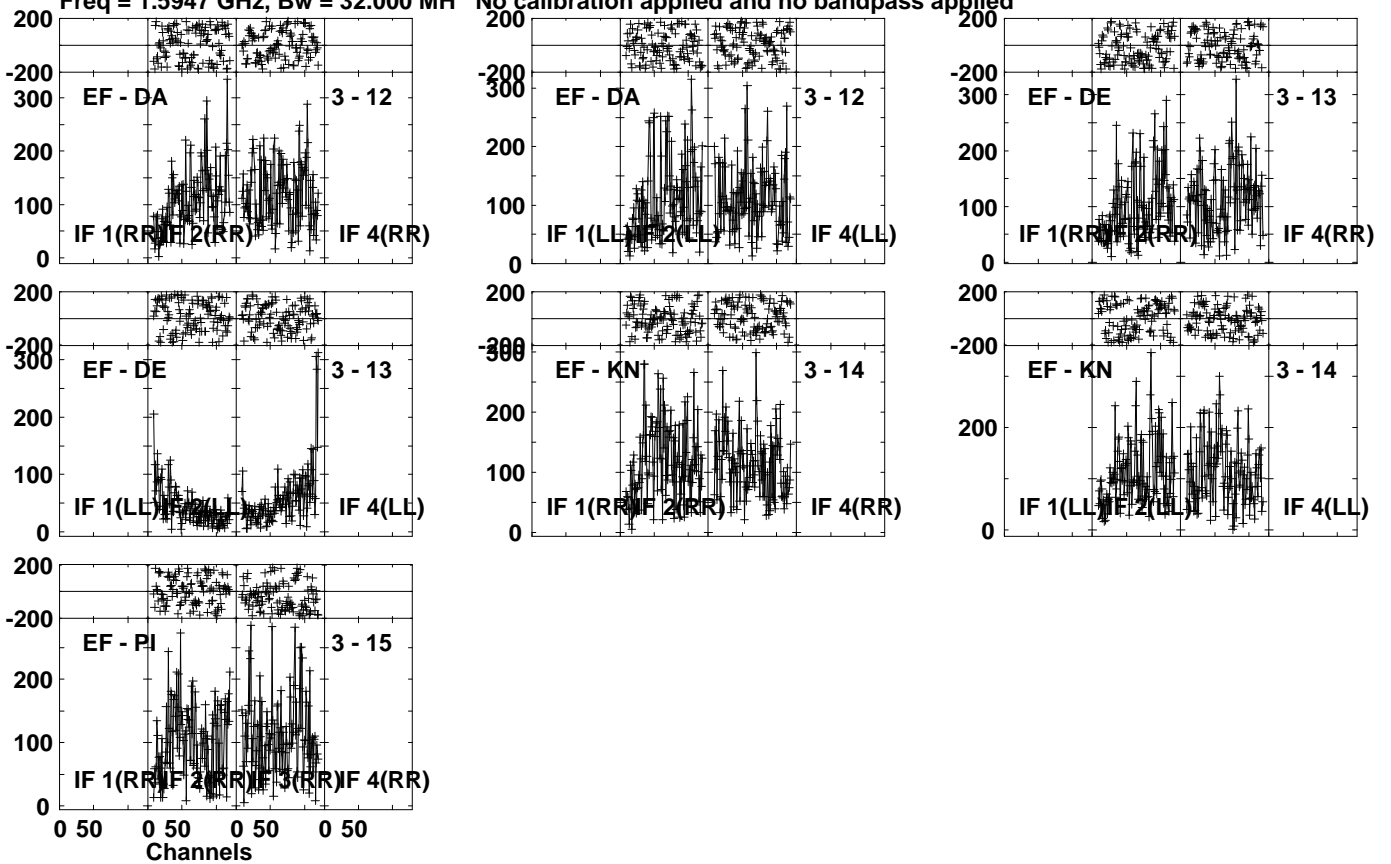 Freq = 1.5947 GHz, Bw = 32.000 MH No calibration applied and no bandpass applied
200
-200
300
200
100
0
EF - DA
3 - 12
IF 1(RR)
IF 2(RR)
IF 4(RR)
200
-200
300
200
100
0
EF - DA
3 - 12
IF 1(LL)
IF 2(LL)
IF 4(LL)
200
-200
300
200
100
0
EF - DE
3 - 13
IF 1(RR)
IF 2(RR)
IF 4(RR)
200
-200
300
200
100
0
EF - DE
3 - 13
IF 1(LL)
IF 2(LL)
IF 4(LL)
200
-200
300
200
100
0
EF - KN
3 - 14
IF 1(RR)
IF 2(RR)
IF 4(RR)
200
-200
200
0
EF - KN
3 - 14
IF 1(LL)
IF 2(LL)
IF 4(LL)
200
-200
200
100
0
EF - PI
3 - 15
IF 1(RR)
IF 2(RR)
IF 3(RR)
IF 4(RR)
0 50 0 50 0 50 0 50
Channels